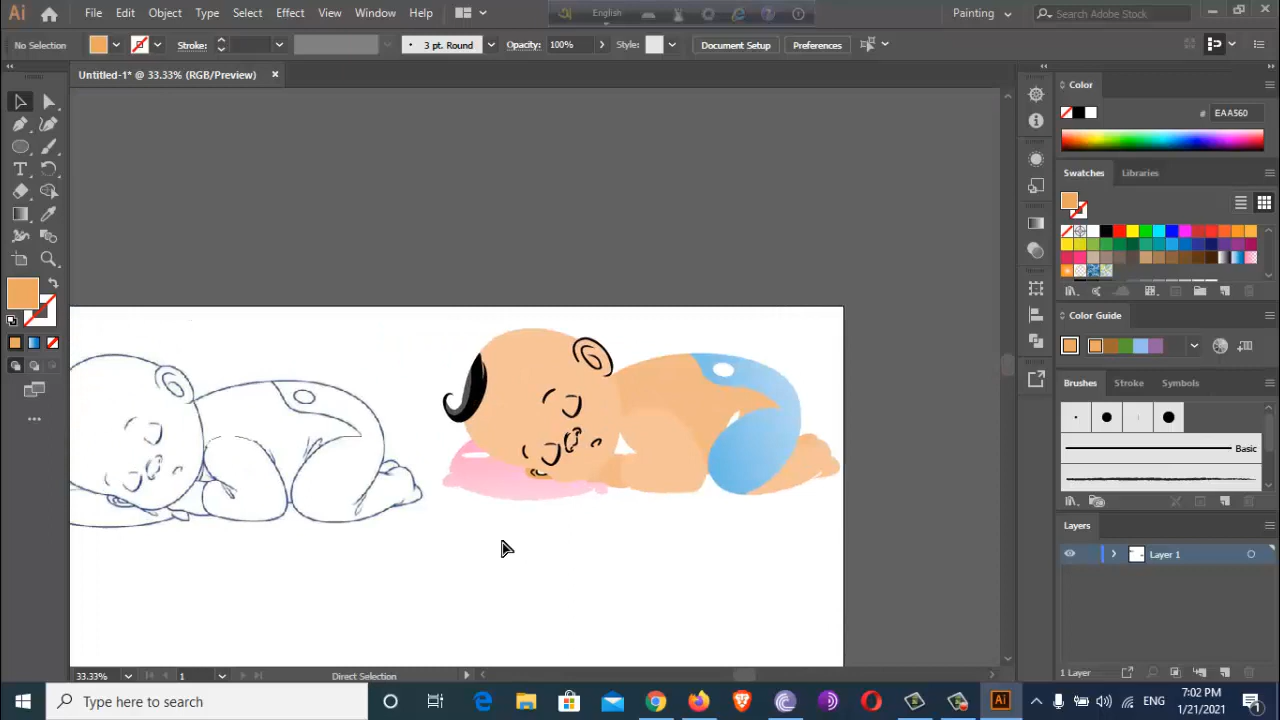 Ai File Edit Object Type Select Effect View Window Help English Painting Search Adobe Stock
No Selection Stroke: 3 pt. Round Opacity: 100% Style: Document Setup Preferences
Untitled-1* @ 33.33% (RGB/Preview)
Color
# EAA560
Swatches Libraries
Color Guide
Brushes Stroke Symbols
Basic
Layers
Layer 1
33.33% 1 Direct Selection 1 Layer
Type here to search Ai ENG 7:02 PM
1/21/2021